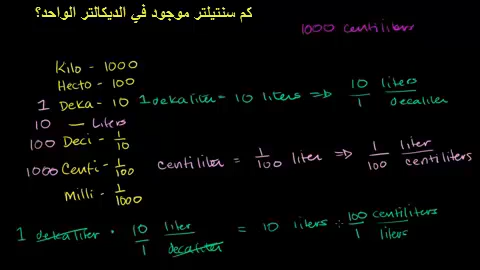 كم سنتيلتر موجود في الديكالتر الواحد؟
1000 centiliters
Kilo - 1000
Hecto - 100
1 Deka - 10
1 dekaliter = 10 liters ⇒ 10/1 liters/decaliter
10 — Liters
100 Deci - 1/10
1000 Centi - 1/100
centiliter = 1/100 liter ⇒ 1/100 liter/centiliters
Milli - 1/1000
1 dekaliter · 10/1 liter/decaliter = 10 liters · 100/1 centiliters/liters